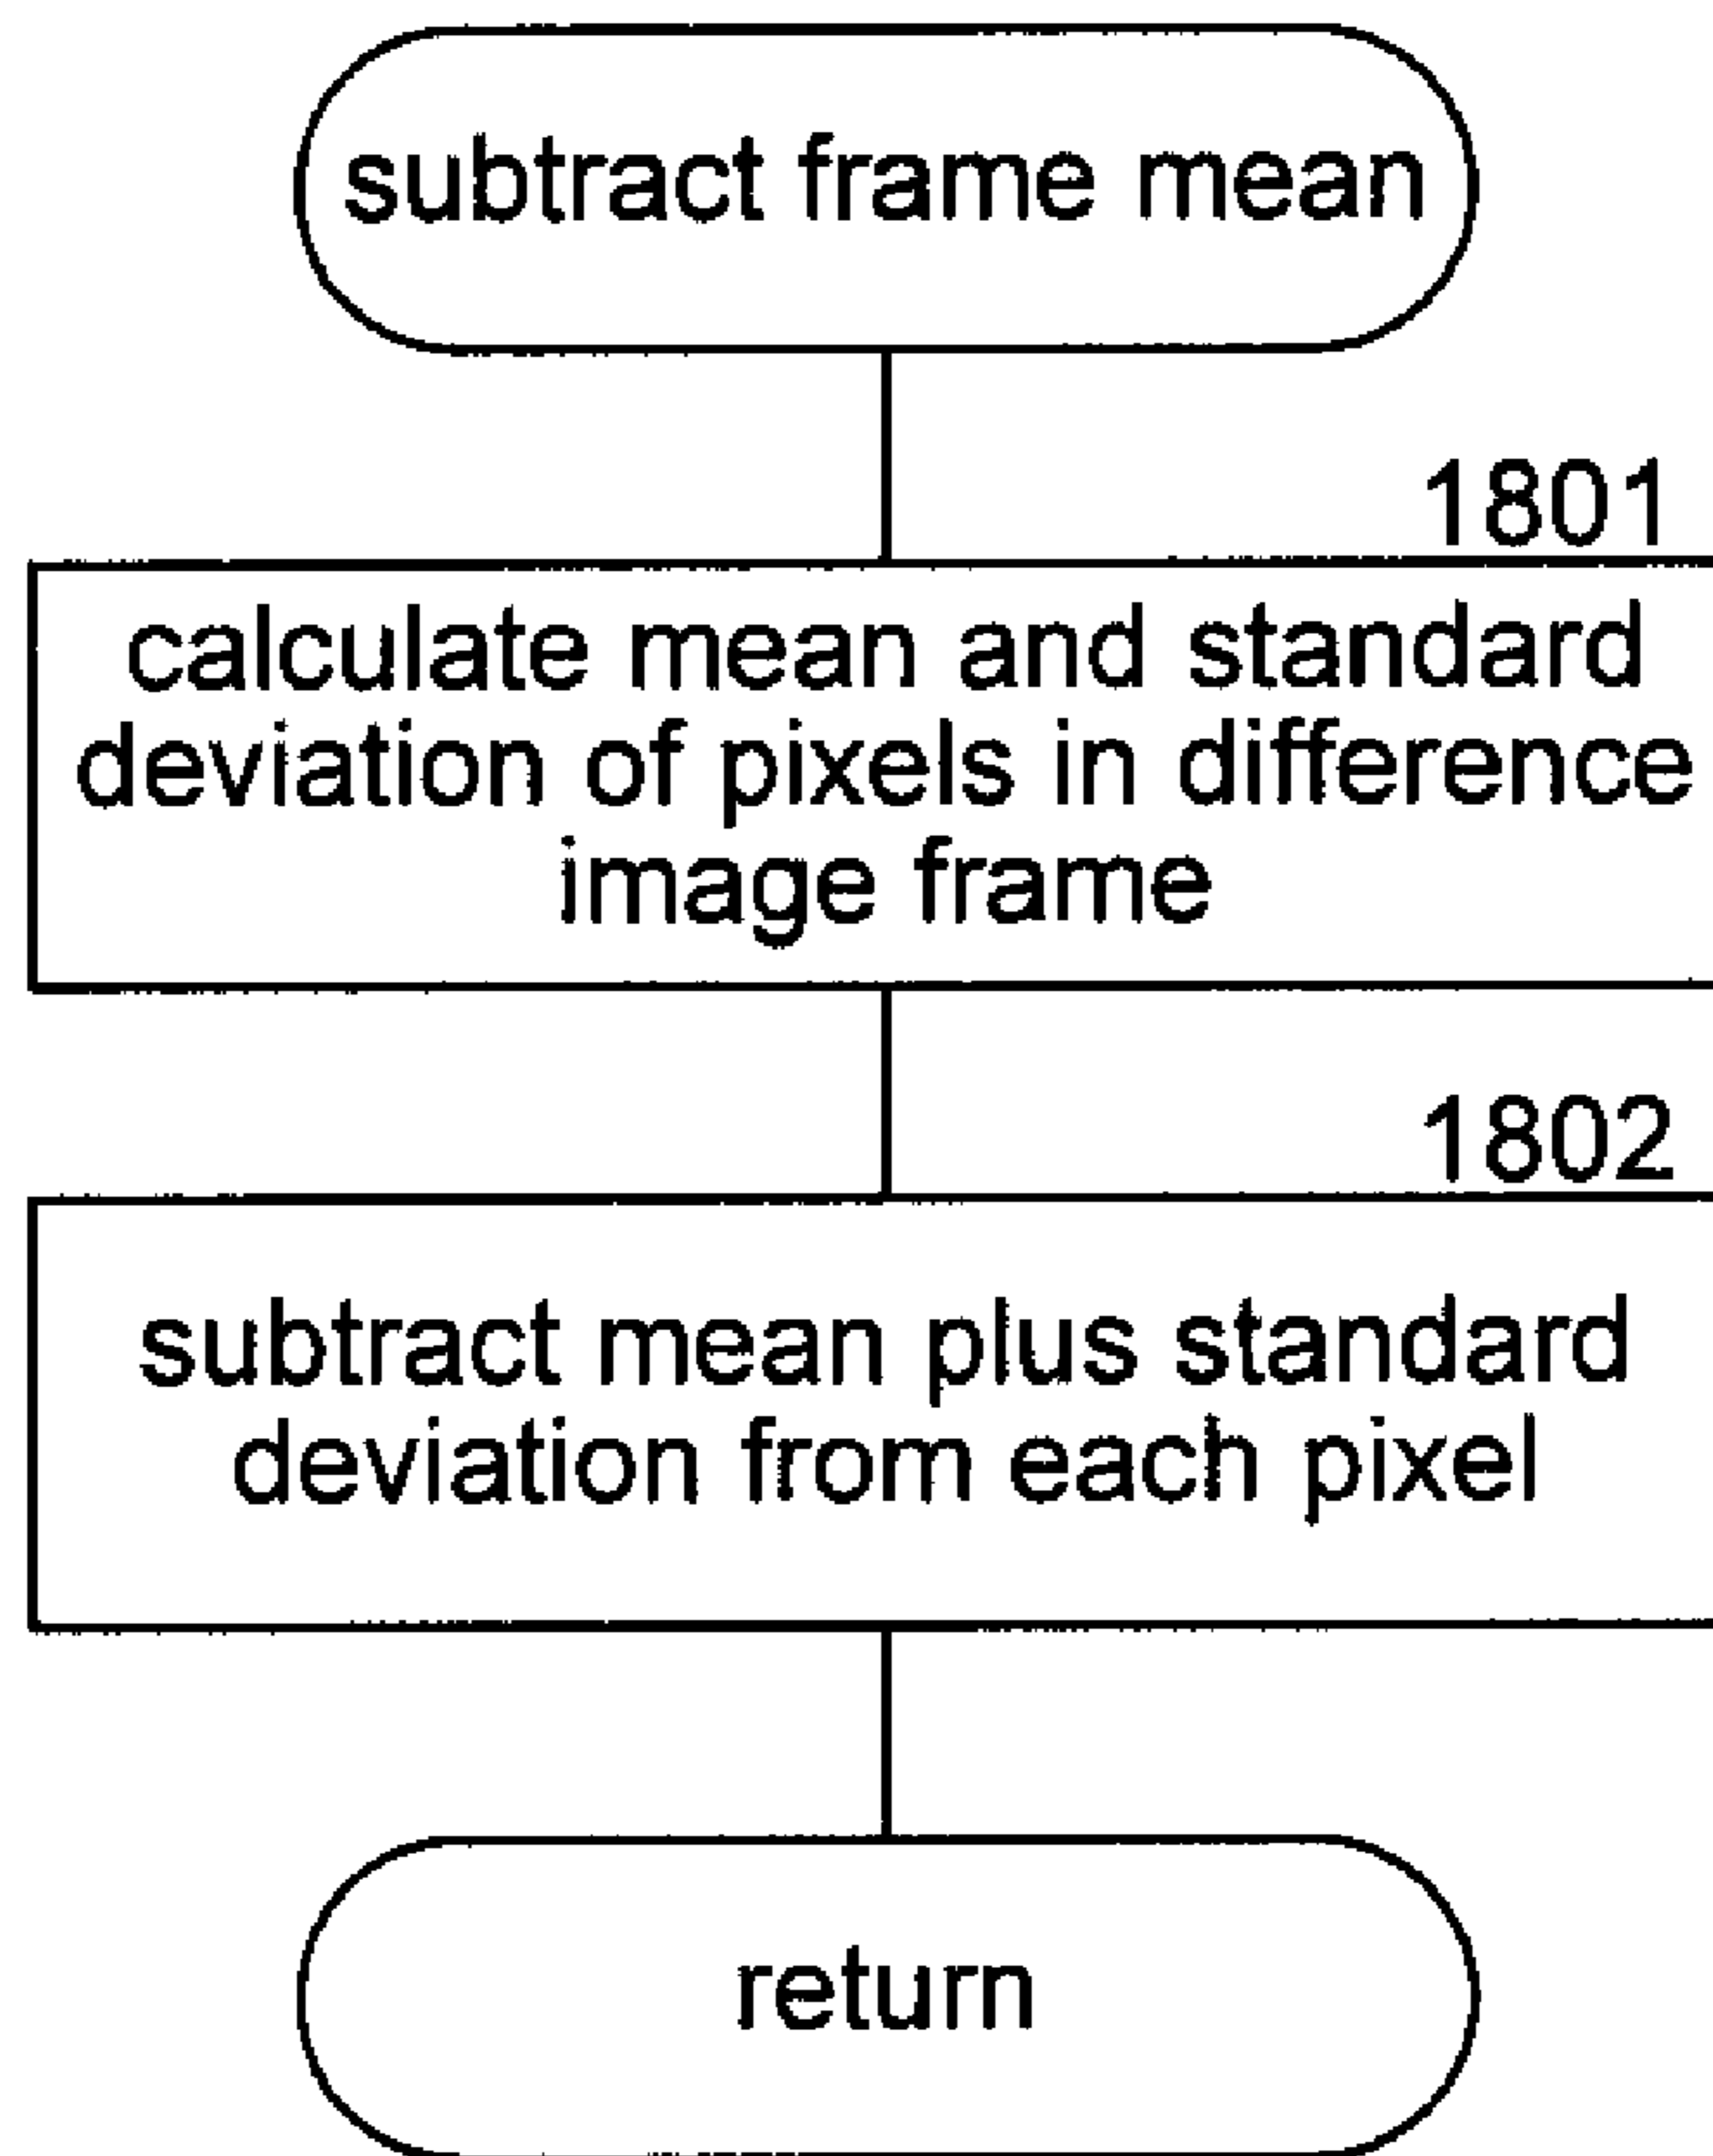 subtract frame mean
1801
calculate mean and standard
deviation of pixels in difference
image frame
1802
subtract mean plus standard
deviation from each pixel
return